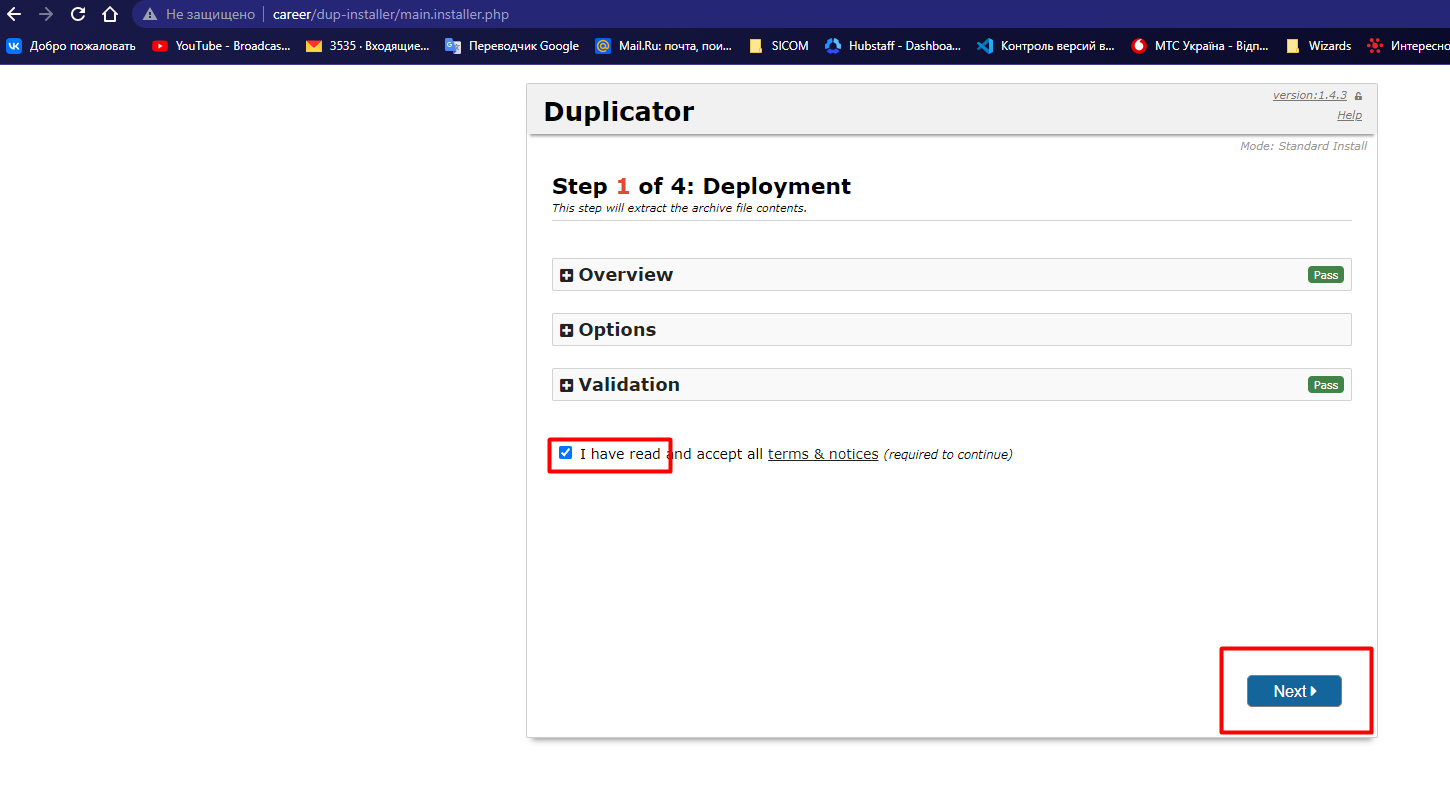 Не защищено career/dup-installer/main.installer.php
Добро пожаловать YouTube - Broadcas... 3535 · Входящие... Переводчик Google Mail.Ru: почта, пои... SICOM Hubstaff - Dashboa... Контроль версий в... МТС Україна - Відп... Wizards Интересно
Duplicator
version:1.4.3
Help
Mode: Standard Install
Step 1 of 4: Deployment
This step will extract the archive file contents.
Overview Pass
Options
Validation Pass
I have read and accept all terms & notices (required to continue)
Next